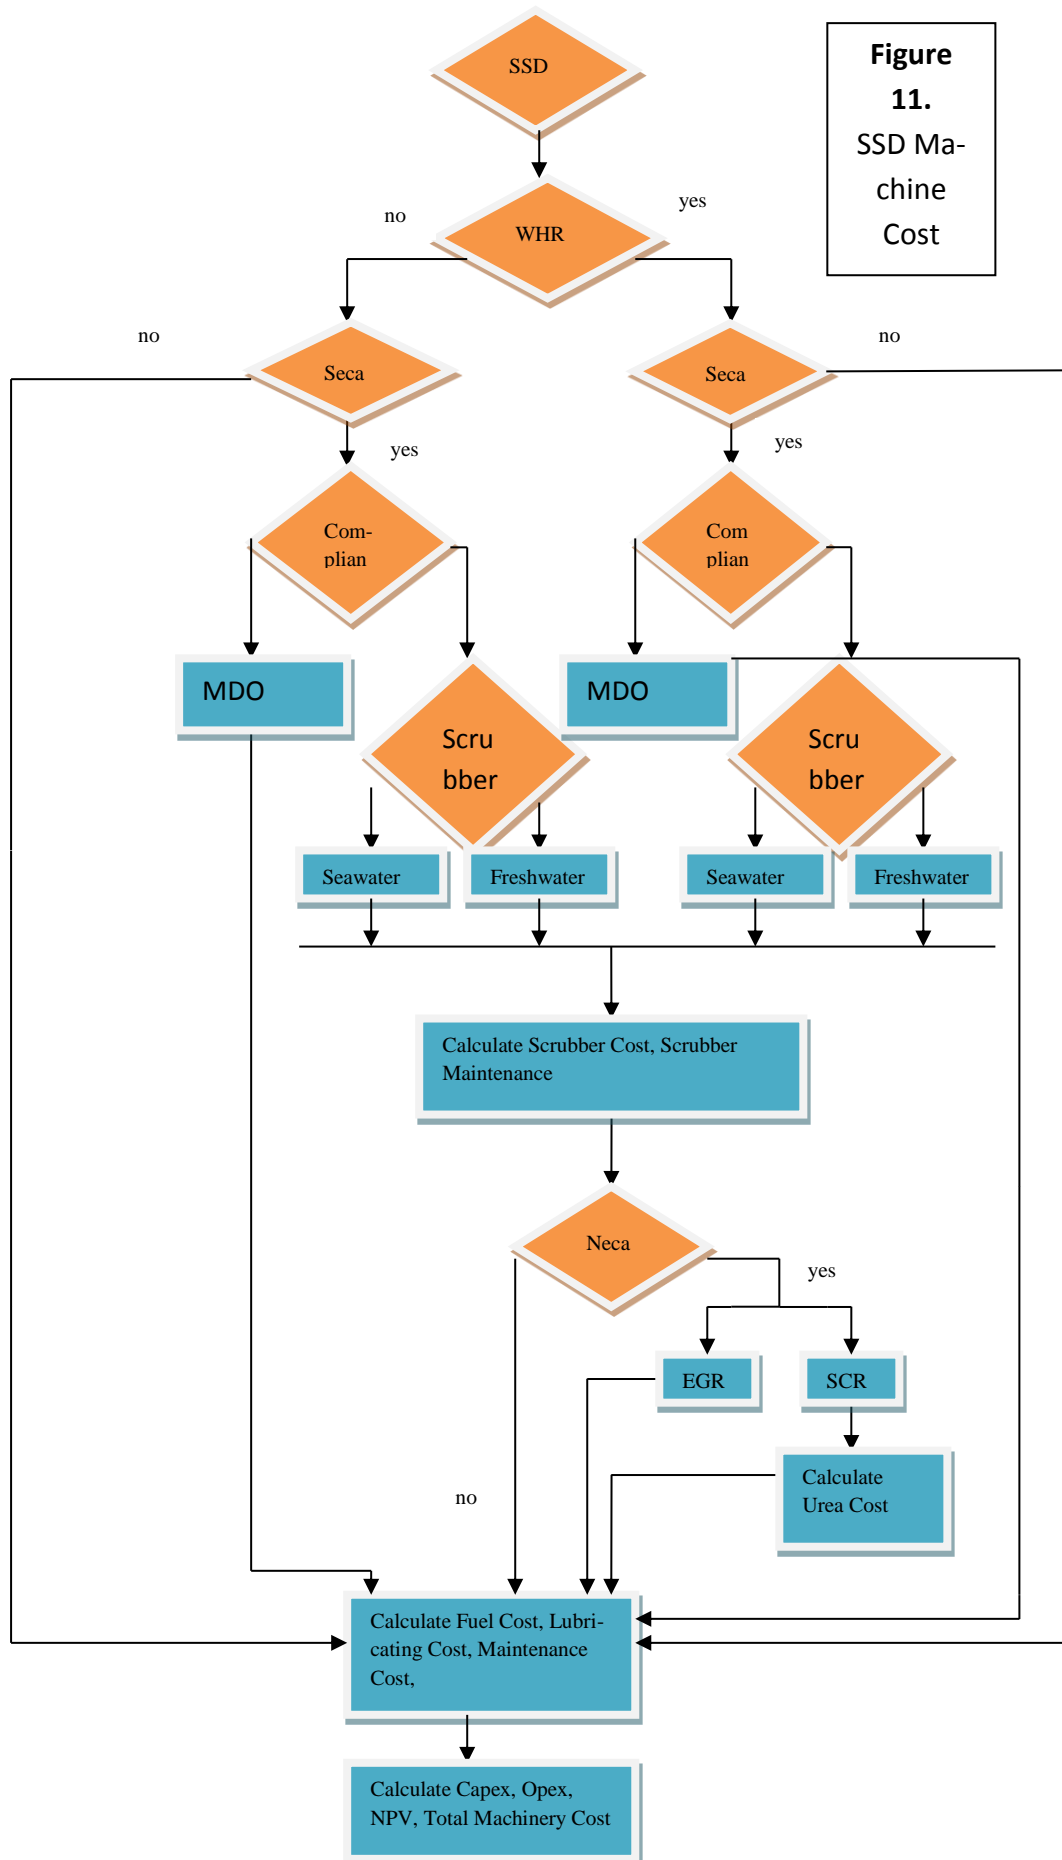 SSD
Figure
11.
SSD Ma-
chine
Cost
no
yes
WHR
no
no
Seca
Seca
yes
yes
Com-
plian
Com
plian
MDO
MDO
Scru
bber
Scru
bber
Seawater
Freshwater
Seawater
Freshwater
Calculate Scrubber Cost, Scrubber
Maintenance
Neca
yes
EGR
SCR
no
Calculate
Urea Cost
Calculate Fuel Cost, Lubri-
cating Cost, Maintenance
Cost,
Calculate Capex, Opex,
NPV, Total Machinery Cost